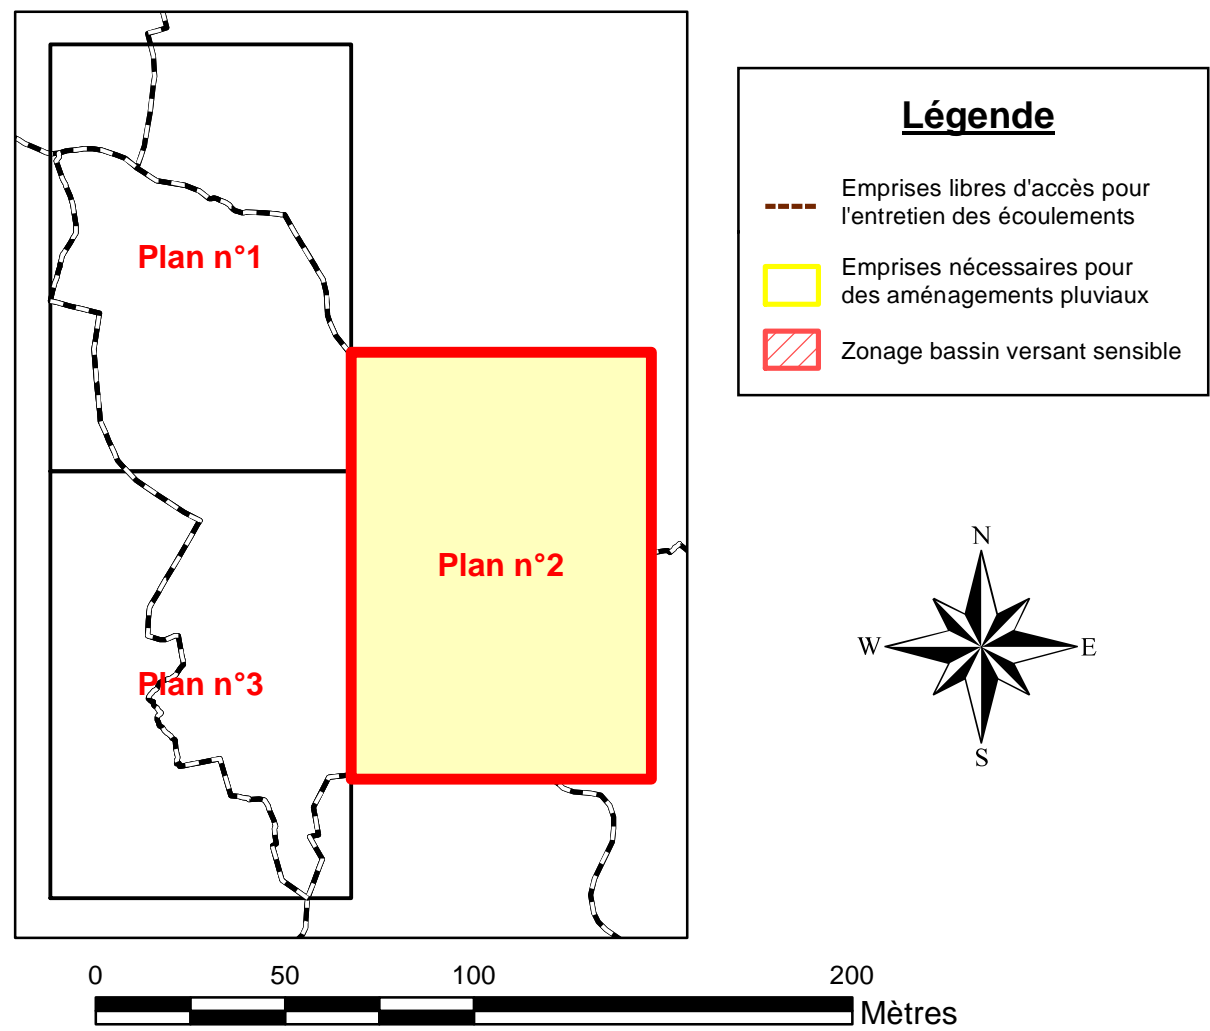 Plan n°1
Plan n°2
Plan n°3
Légende
Emprises libres d'accès pour
l'entretien des écoulements
Emprises nécessaires pour
des aménagements pluviaux
Zonage bassin versant sensible
N
W
E
S
0 50 100 200
Mètres